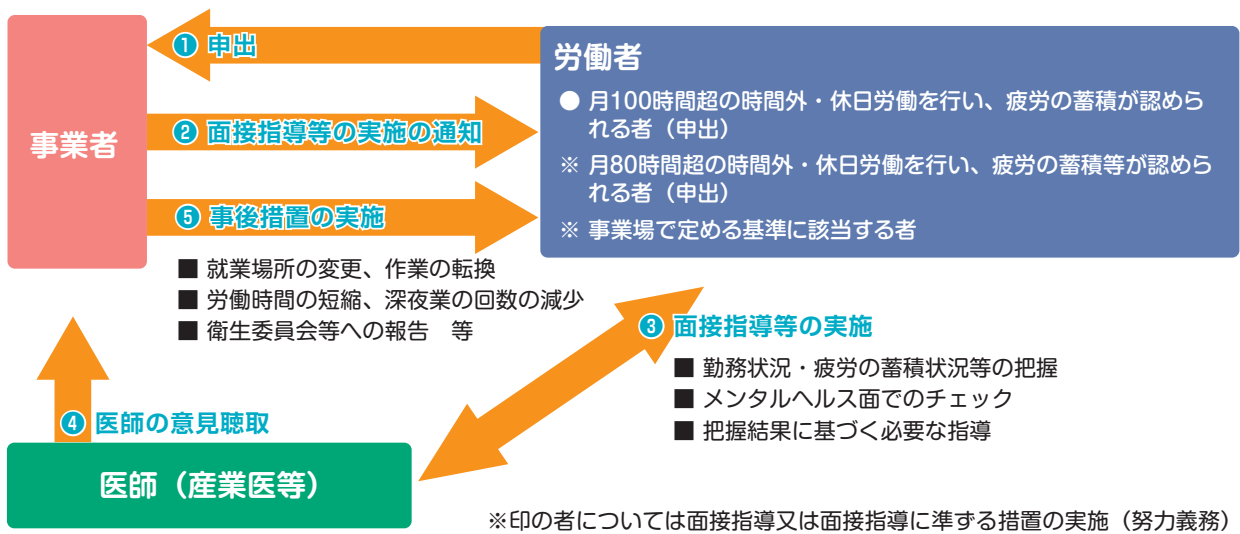 事業者
❶ 申出
❷ 面接指導等の実施の通知
❺ 事後措置の実施
■ 就業場所の変更、作業の転換
■ 労働時間の短縮、深夜業の回数の減少
■ 衛生委員会等への報告　等
労働者
● 月100時間超の時間外・休日労働を行い、疲労の蓄積が認めら
れる者（申出）
※ 月80時間超の時間外・休日労働を行い、疲労の蓄積等が認めら
れる者（申出）
※ 事業場で定める基準に該当する者
❸ 面接指導等の実施
■ 勤務状況・疲労の蓄積状況等の把握
■ メンタルヘルス面でのチェック
■ 把握結果に基づく必要な指導
❹ 医師の意見聴取
医師（産業医等）
※印の者については面接指導又は面接指導に準ずる措置の実施（努力義務）